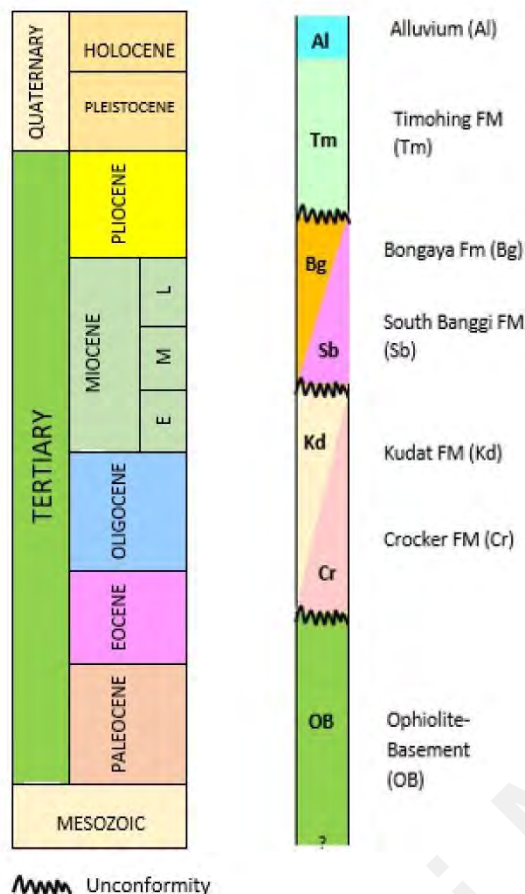 QUATERNARY
HOLOCENE
PLEISTOCENE
TERTIARY
PLIOCENE
MIOCENE
L
M
E
OLIGOCENE
EOCENE
PALEOCENE
MESOZOIC
Al
Tm
Bg
Sb
Kd
Cr
OB
?
Alluvium (Al)
Timohing FM
(Tm)
Bongaya Fm (Bg)
South Banggi FM
(Sb)
Kudat FM (Kd)
Crocker FM (Cr)
Ophiolite-
Basement
(OB)
Unconformity